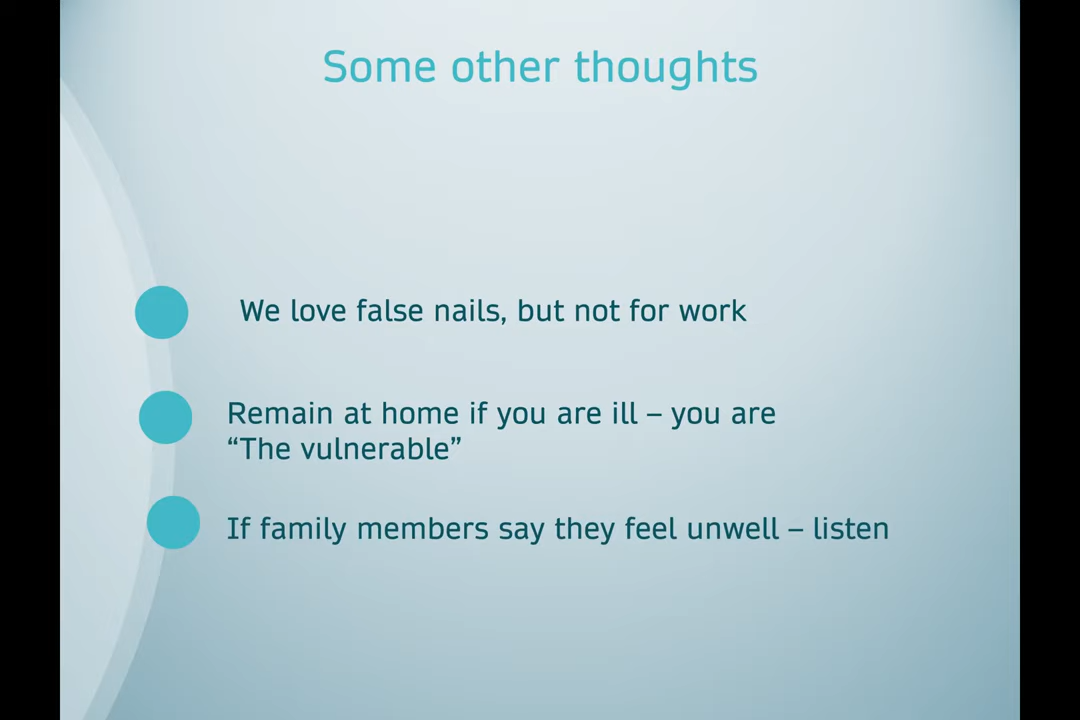 Some other thoughts
We love false nails, but not for work
Remain at home if you are ill – you are
“The vulnerable”
If family members say they feel unwell – listen